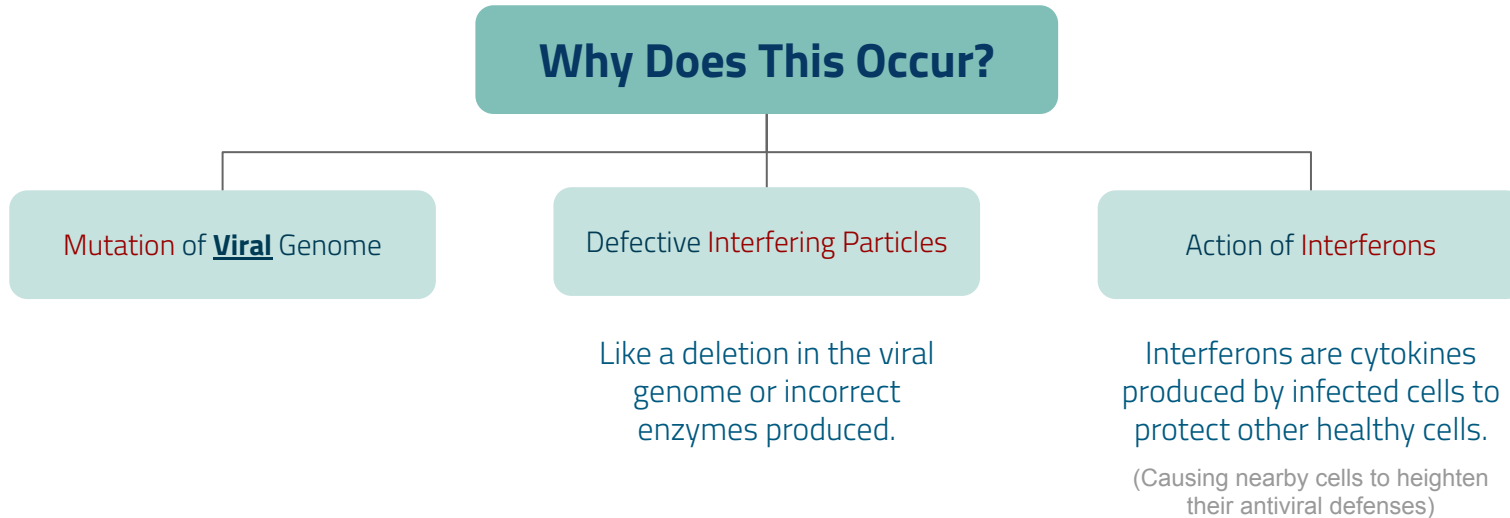 Why Does This Occur?
Mutation of Viral Genome
Defective Interfering Particles
Like a deletion in the viral
genome or incorrect
enzymes produced.
Action of Interferons
Interferons are cytokines
produced by infected cells to
protect other healthy cells.
(Causing nearby cells to heighten
their antiviral defenses)